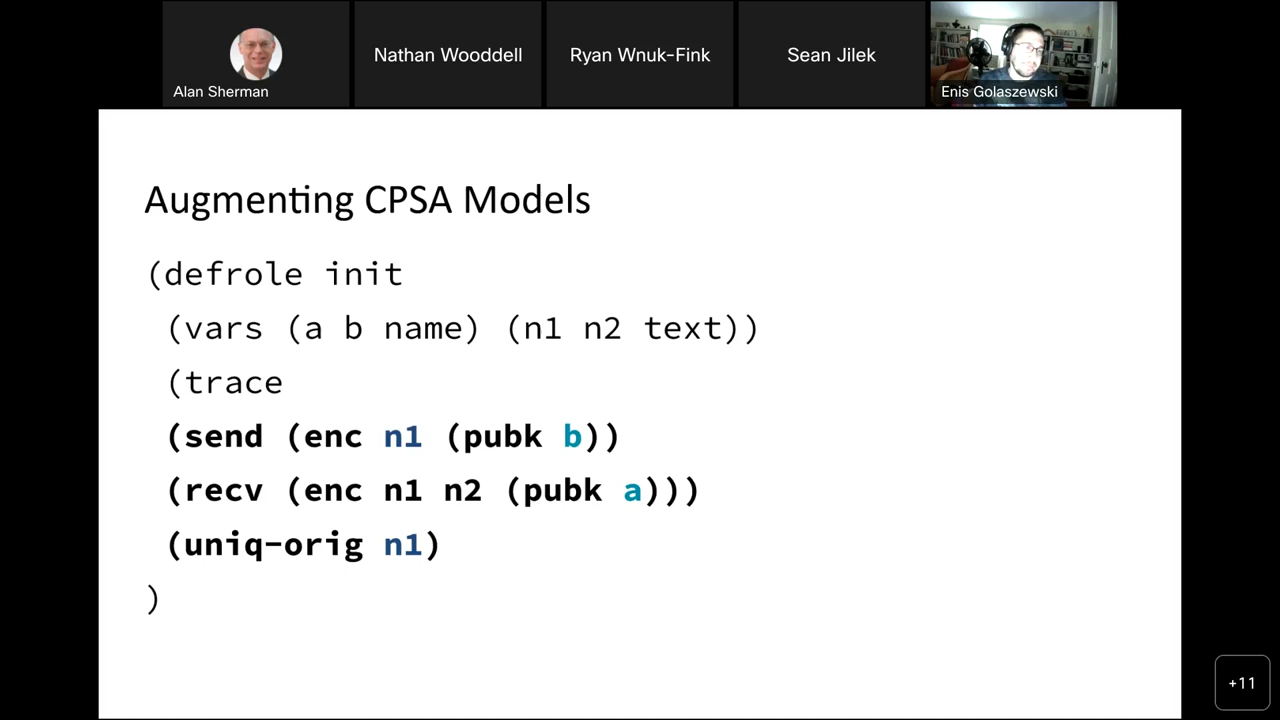 Alan Sherman
Nathan Wooddell
Ryan Wnuk-Fink
Sean Jilek
Enis Golaszewski
Augmenting CPSA Models
(defrole init
(vars (a b name) (n1 n2 text))
(trace
(send (enc n1 (pubk b))
(recv (enc n1 n2 (pubk a)))
(uniq-orig n1)
)
+11